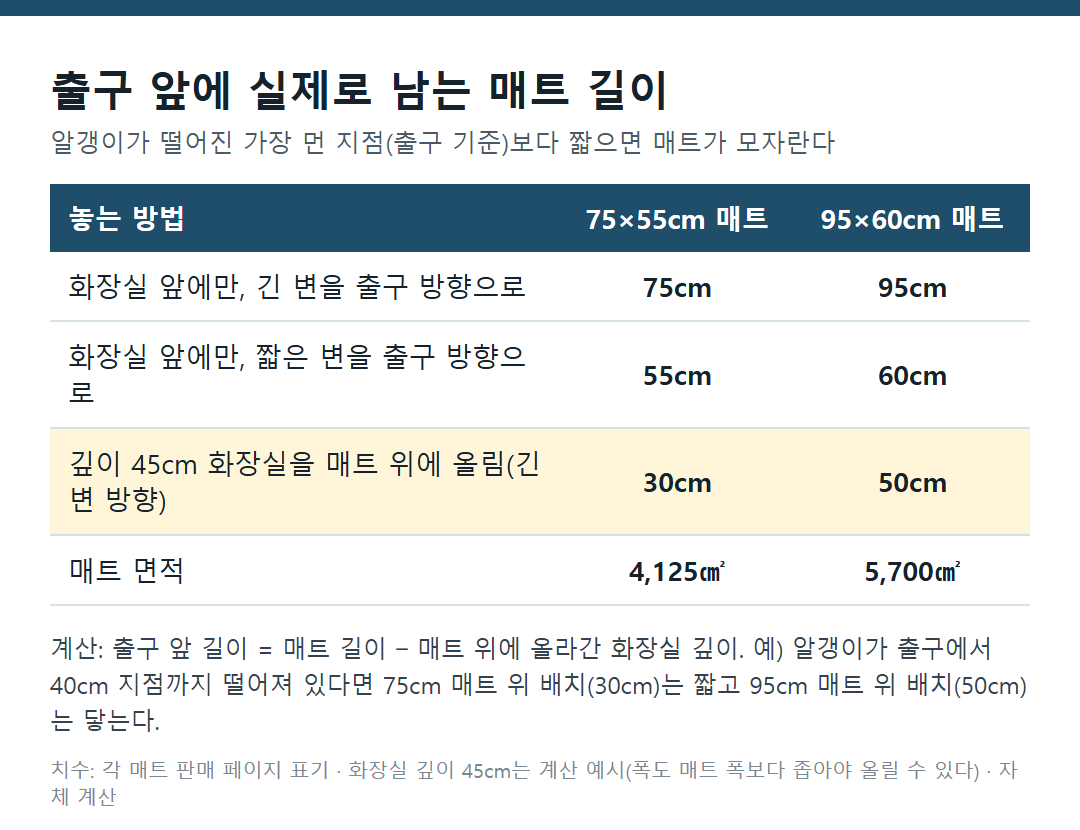 출구 앞에 실제로 남는 매트 길이
알갱이가 떨어진 가장 먼 지점(출구 기준)보다 짧으면 매트가 모자란다
놓는 방법 75×55cm 매트 95×60cm 매트
화장실 앞에만, 긴 변을 출구 방향으로 75cm 95cm
화장실 앞에만, 짧은 변을 출구 방향으
로 55cm 60cm
깊이 45cm 화장실을 매트 위에 올림(긴
변 방향) 30cm 50cm
매트 면적 4,125㎠ 5,700㎠
계산: 출구 앞 길이 = 매트 길이 − 매트 위에 올라간 화장실 깊이. 예) 알갱이가 출구에서
40cm 지점까지 떨어져 있다면 75cm 매트 위 배치(30cm)는 짧고 95cm 매트 위 배치(50cm)
는 닿는다.
치수: 각 매트 판매 페이지 표기 · 화장실 깊이 45cm는 계산 예시(폭도 매트 폭보다 좁아야 올릴 수 있다) · 자
체 계산